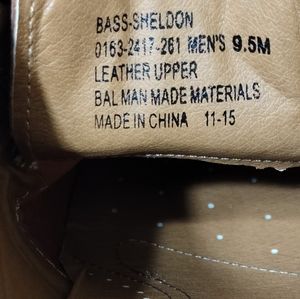 BASS-SHELDON
0163-2417-261 MEN'S 9.5M
LEATHER UPPER
BAL MAN MADE MATERIALS
MADE IN CHINA 11-15